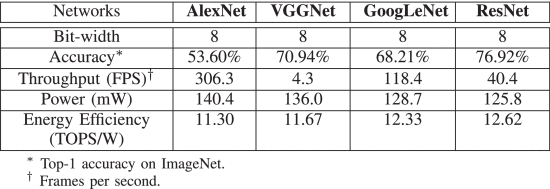 Networks AlexNet VGGNet GoogLeNet ResNet
Bit-width 8 8 8 8
Accuracy* 53.60% 70.94% 68.21% 76.92%
Throughput (FPS)† 306.3 4.3 118.4 40.4
Power (mW) 140.4 136.0 128.7 125.8
Energy Efficiency 11.30 11.67 12.33 12.62
(TOPS/W)
* Top-1 accuracy on ImageNet.
† Frames per second.